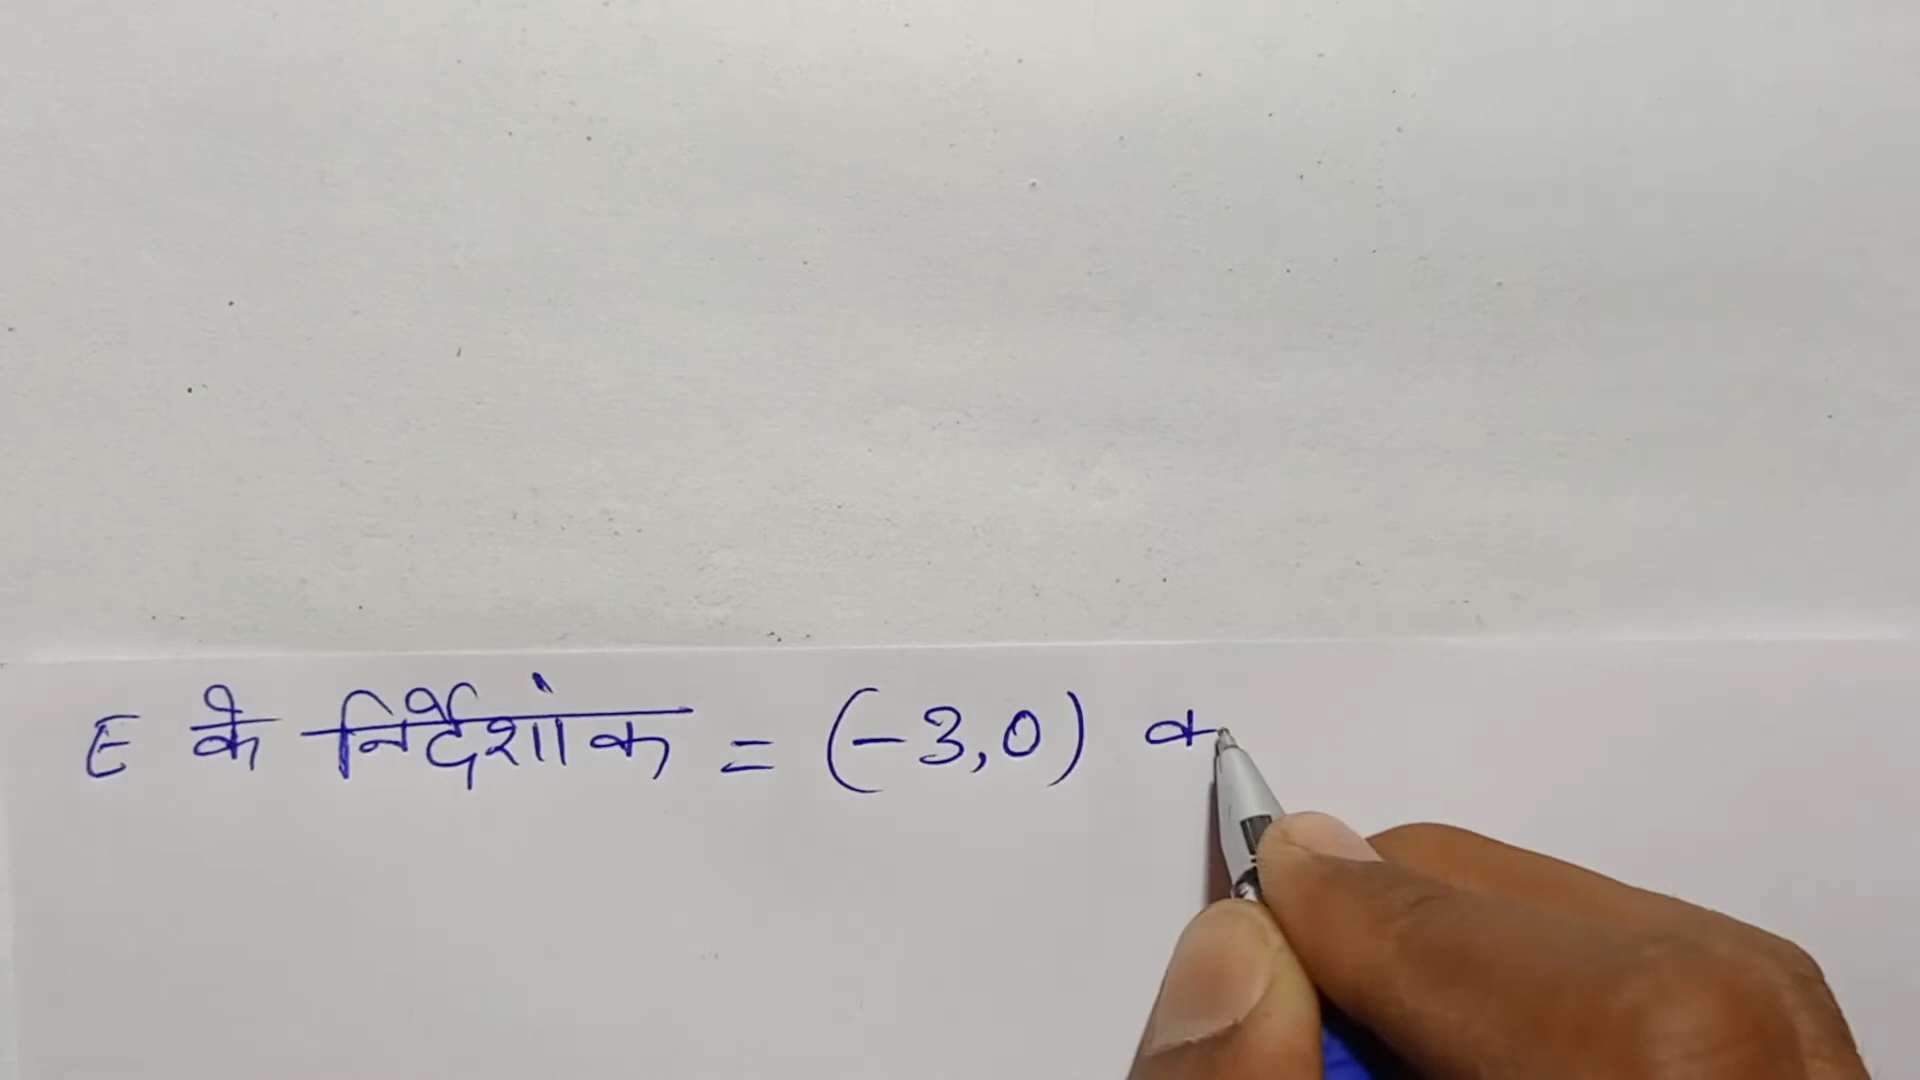 E के निर्देशांक = (-3,0)